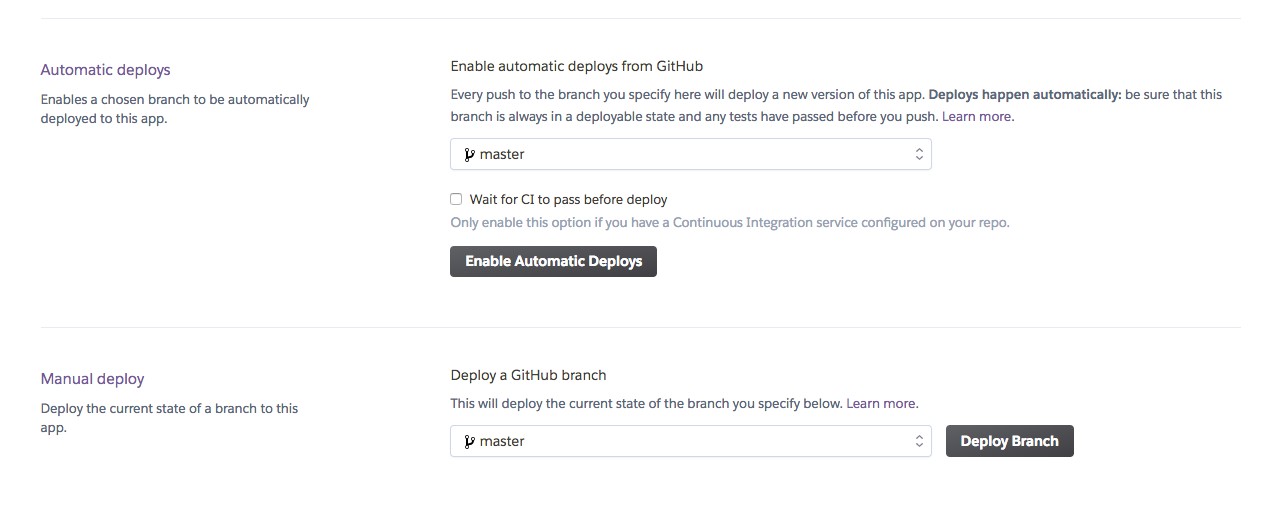 Automatic deploys
Enables a chosen branch to be automatically
deployed to this app.
Enable automatic deploys from GitHub
Every push to the branch you specify here will deploy a new version of this app. Deploys happen automatically: be sure that this
branch is always in a deployable state and any tests have passed before you push. Learn more.
master
Wait for CI to pass before deploy
Only enable this option if you have a Continuous Integration service configured on your repo.
Enable Automatic Deploys
Manual deploy
Deploy the current state of a branch to this
app.
Deploy a GitHub branch
This will deploy the current state of the branch you specify below. Learn more.
master
Deploy Branch